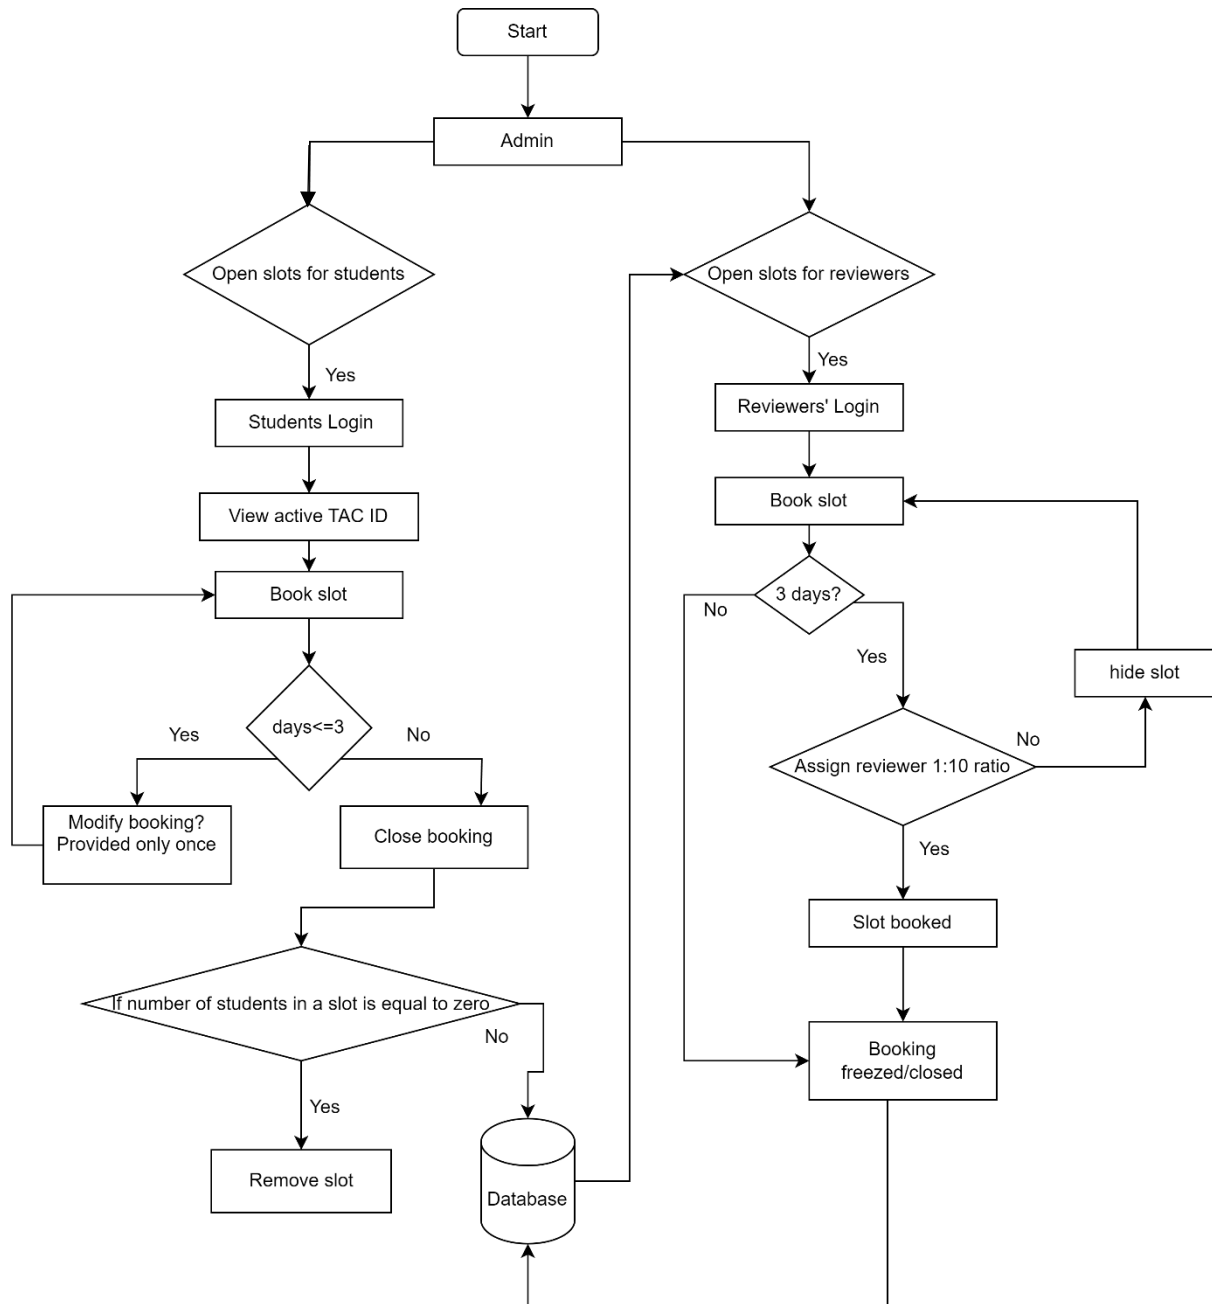 Start
Admin
Open slots for students
Open slots for reviewers
Yes
Yes
Students Login
Reviewers' Login
View active TAC ID
Book slot
Book slot
3 days?
No
Yes
hide slot
days<=3
Yes
No
Assign reviewer 1:10 ratio
No
Modify booking?
Provided only once
Close booking
Yes
Slot booked
If number of students in a slot is equal to zero
No
Booking
freezed/closed
Yes
Remove slot
Database